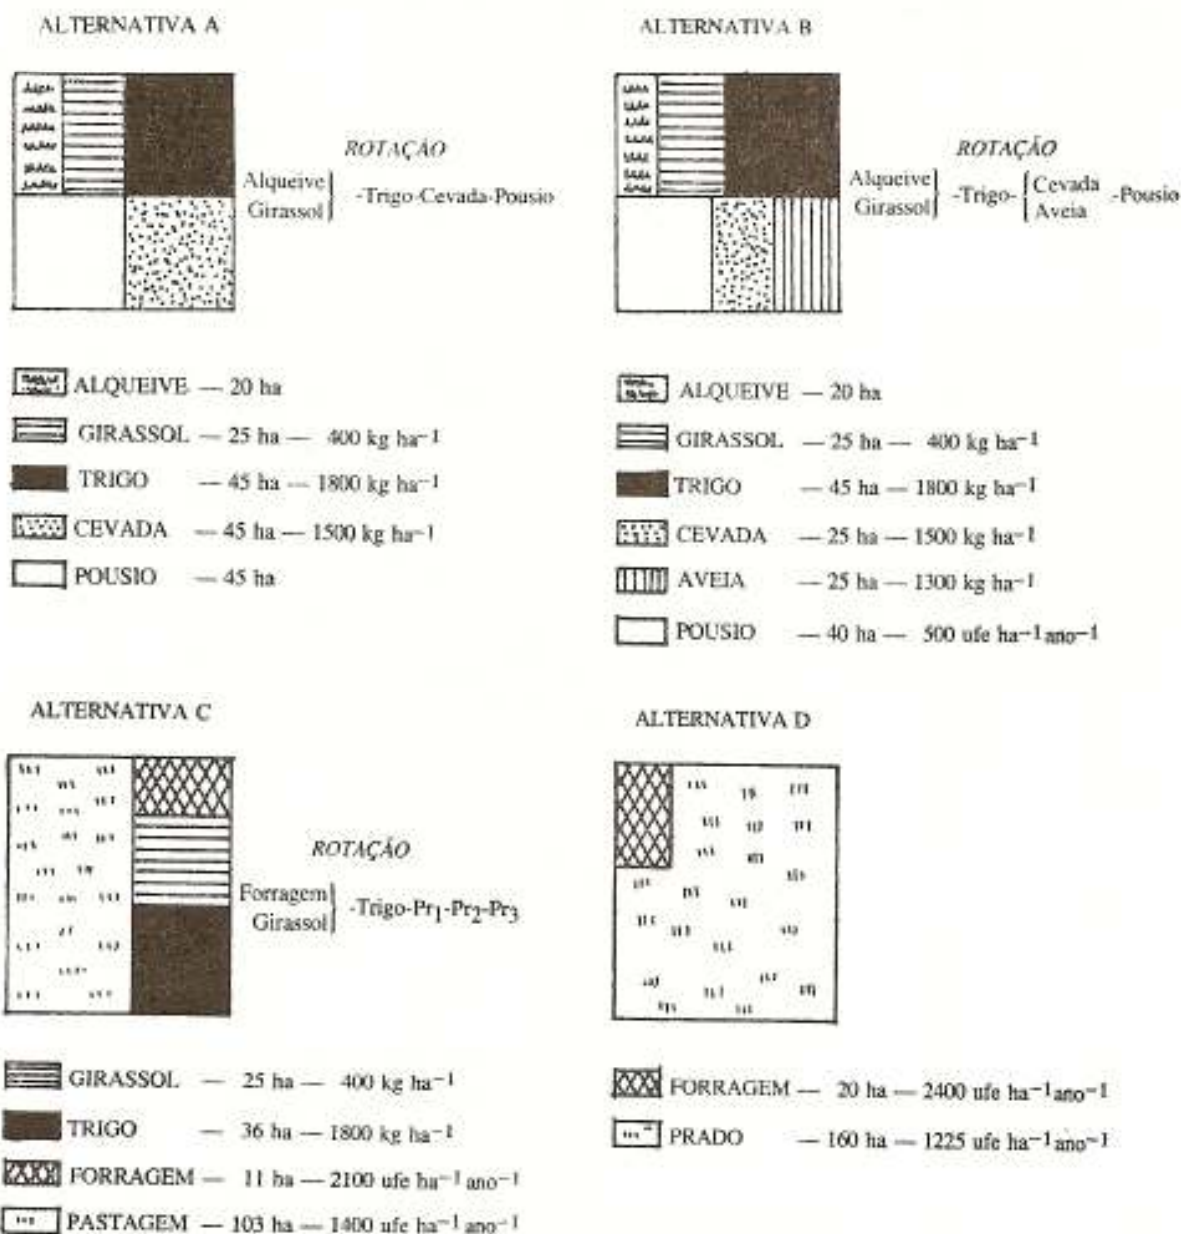 ALTERNATIVA A
ROTAÇÃO
Alqueive
Girassol
-Trigo-Cevada-Pousio
ALQUEIVE — 20 ha
GIRASSOL — 25 ha — 400 kg ha-1
TRIGO — 45 ha — 1800 kg ha-1
CEVADA — 45 ha — 1500 kg ha-1
POUSIO — 45 ha
ALTERNATIVA B
ROTAÇÃO
Alqueive
Girassol
-Trigo-
Cevada
Aveia
-Pousio
ALQUEIVE — 20 ha
GIRASSOL — 25 ha — 400 kg ha-1
TRIGO — 45 ha — 1800 kg ha-1
CEVADA — 25 ha — 1500 kg ha-1
AVEIA — 25 ha — 1300 kg ha-1
POUSIO — 40 ha — 500 ufe ha-1 ano-1
ALTERNATIVA C
ROTAÇÃO
Forragem
Girassol
-Trigo-Pr1-Pr2-Pr3
GIRASSOL — 25 ha — 400 kg ha-1
TRIGO — 36 ha — 1800 kg ha-1
FORRAGEM — 11 ha — 2100 ufe ha-1 ano-1
PASTAGEM — 103 ha — 1400 ufe ha-1 ano-1
ALTERNATIVA D
FORRAGEM — 20 ha — 2400 ufe ha-1 ano-1
PRADO — 160 ha — 1225 ufe ha-1 ano-1